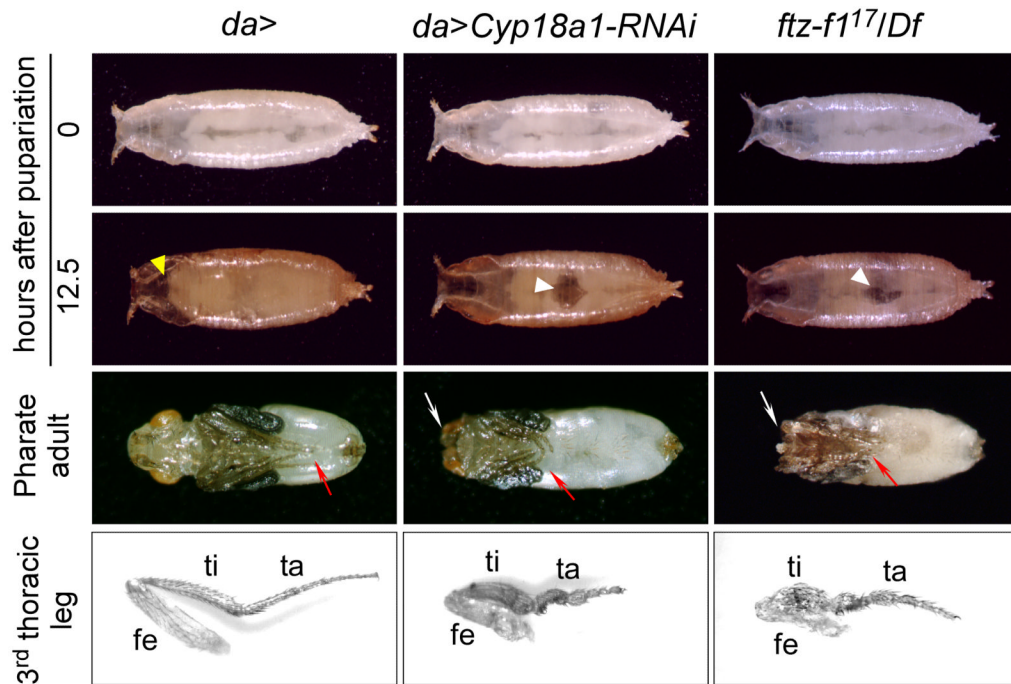 da> da>Cyp18a1-RNAi ftz-f1¹⁷/Df
hours after pupariation
0
12.5
Pharate
adult
3ʳᵈ thoracic
leg
ti ta
fe
ti ta
fe
ti ta
fe